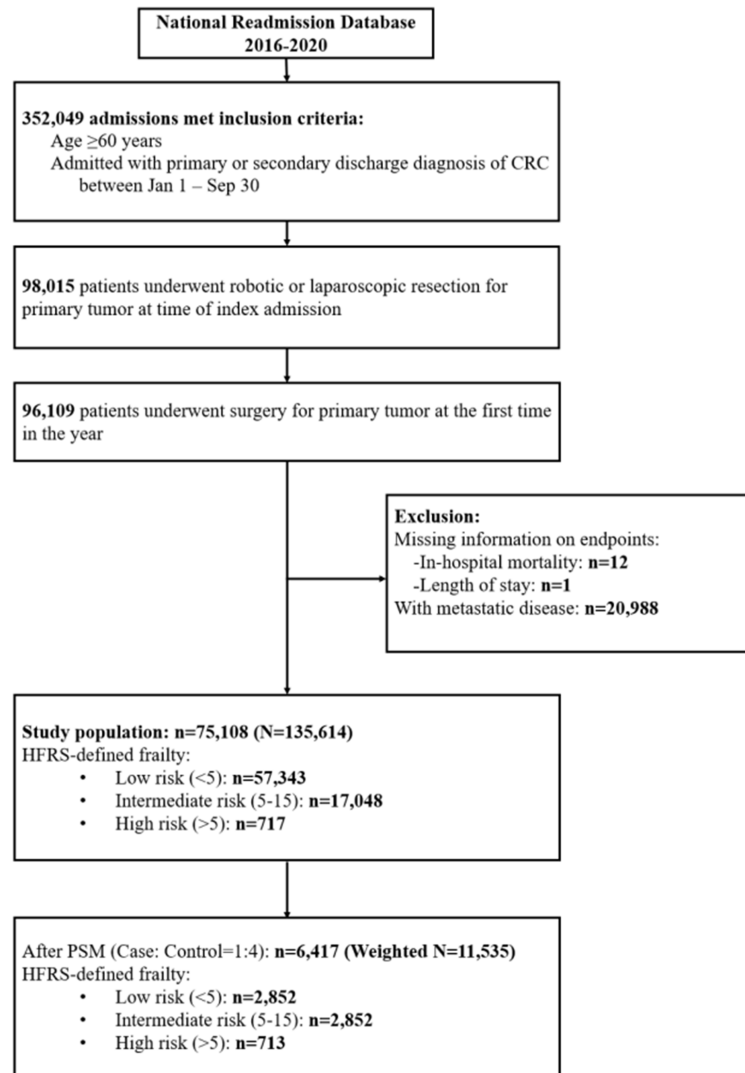 National Readmission Database
2016-2020
352,049 admissions met inclusion criteria:
Age ≥60 years
Admitted with primary or secondary discharge diagnosis of CRC
between Jan 1 – Sep 30
98,015 patients underwent robotic or laparoscopic resection for
primary tumor at time of index admission
96,109 patients underwent surgery for primary tumor at the first time
in the year
Exclusion:
Missing information on endpoints:
-In-hospital mortality: n=12
-Length of stay: n=1
With metastatic disease: n=20,988
Study population: n=75,108 (N=135,614)
HFRS-defined frailty:
• Low risk (<5): n=57,343
• Intermediate risk (5-15): n=17,048
• High risk (>5): n=717
After PSM (Case: Control=1:4): n=6,417 (Weighted N=11,535)
HFRS-defined frailty:
• Low risk (<5): n=2,852
• Intermediate risk (5-15): n=2,852
• High risk (>5): n=713